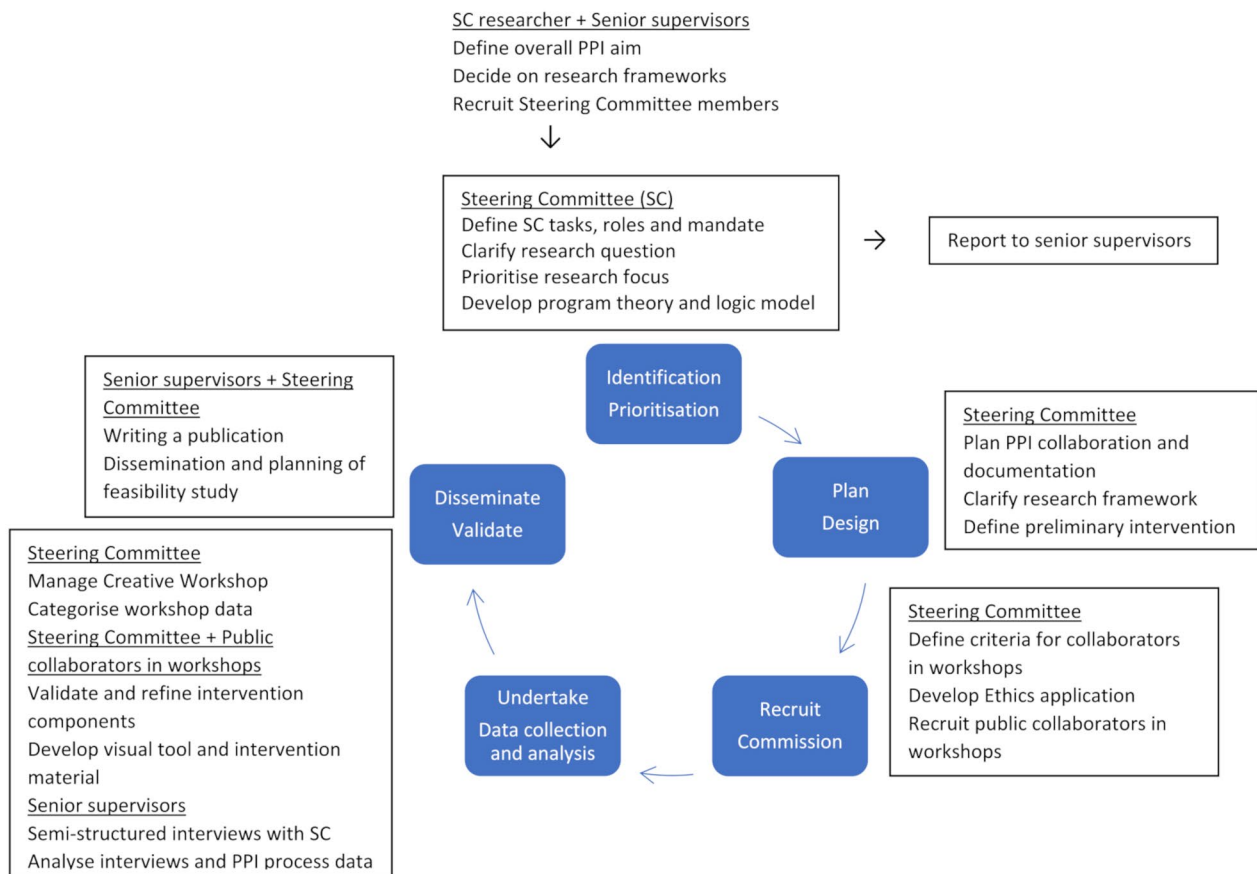 SC researcher + Senior supervisors
Define overall PPI aim
Decide on research frameworks
Recruit Steering Committee members
↓
Steering Committee (SC)
Define SC tasks, roles and mandate
Clarify research question
Prioritise research focus
Develop program theory and logic model
→
Report to senior supervisors
Identification
Prioritisation
Plan
Design
Steering Committee
Plan PPI collaboration and
documentation
Clarify research framework
Define preliminary intervention
Recruit
Commission
Steering Committee
Define criteria for collaborators
in workshops
Develop Ethics application
Recruit public collaborators in
workshops
Undertake
Data collection
and analysis
Steering Committee
Manage Creative Workshop
Categorise workshop data
Steering Committee + Public
collaborators in workshops
Validate and refine intervention
components
Develop visual tool and intervention
material
Senior supervisors
Semi-structured interviews with SC
Analyse interviews and PPI process data
Disseminate
Validate
Senior supervisors + Steering
Committee
Writing a publication
Dissemination and planning of
feasibility study